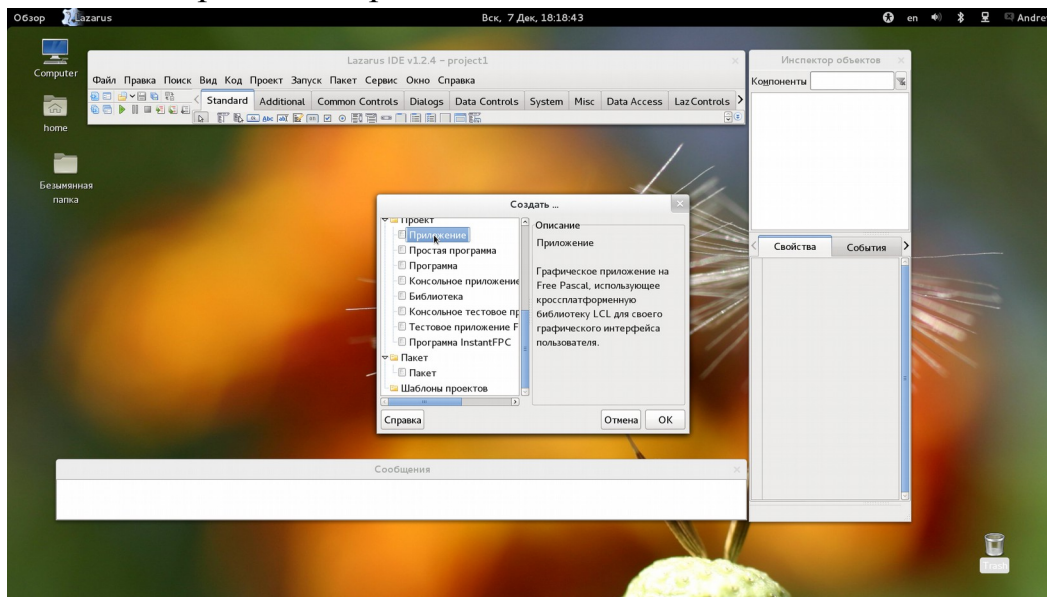 Обзор Lazarus Вск, 7 Дек, 18:18:43 en Andre
Computer
home
Безымянная
папка
Lazarus IDE v1.2.4 – project1
Файл Правка Поиск Вид Код Проект Запуск Пакет Сервис Окно Справка
Standard Additional Common Controls Dialogs Data Controls System Misc Data Access LazControls
Инспектор объектов
Компоненты
Свойства События
Создать ...
Проект
Приложение
Простая программа
Программа
Консольное приложение
Библиотека
Консольное тестовое пр
Тестовое приложение F
Программа InstantFPC
Пакет
Пакет
Шаблоны проектов
Описание
Приложение
Графическое приложение на
Free Pascal, использующее
кроссплатформенную
библиотеку LCL для своего
графического интерфейса
пользователя.
Справка Отмена OK
Сообщения
Trash